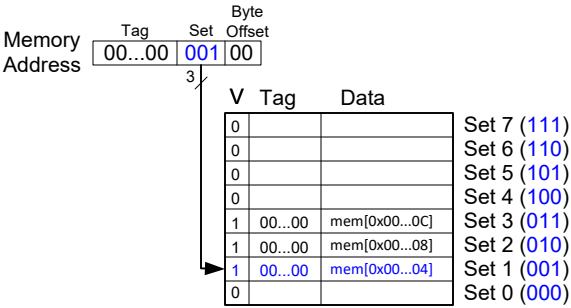 Memory Address
Tag Set Byte Offset
00...00 001 00
3
V Tag Data
0 Set 7 (111)
0 Set 6 (110)
0 Set 5 (101)
0 Set 4 (100)
1 00...00 mem[0x00...0C] Set 3 (011)
1 00...00 mem[0x00...08] Set 2 (010)
1 00...00 mem[0x00...04] Set 1 (001)
0 Set 0 (000)